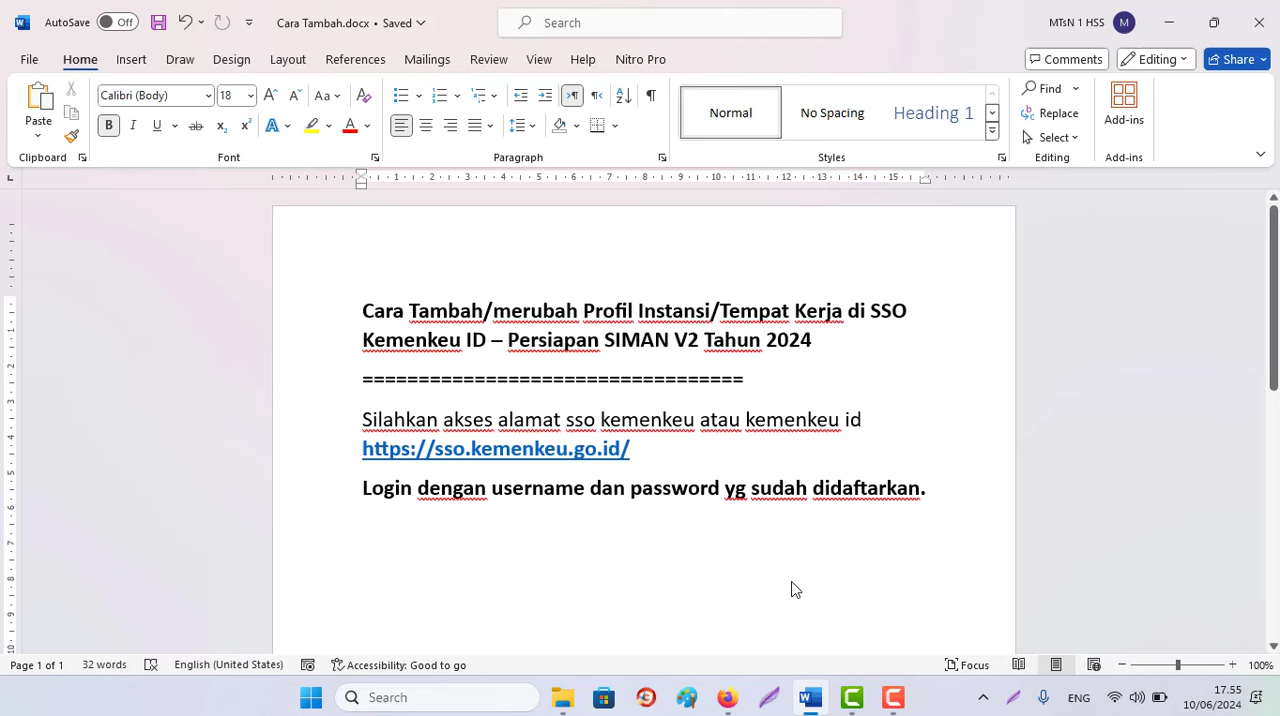 AutoSave Off Cara Tambah.docx • Saved Search MTsN 1 HSS M
File Home Insert Draw Design Layout References Mailings Review View Help Nitro Pro Comments Editing Share
Paste Calibri (Body) 18 Normal No Spacing Heading 1 Find Replace Select Add-ins
Clipboard Font Paragraph Styles Editing Add-ins
Cara Tambah/merubah Profil Instansi/Tempat Kerja di SSO
Kemenkeu ID – Persiapan SIMAN V2 Tahun 2024
==================================
Silahkan akses alamat sso kemenkeu atau kemenkeu id
https://sso.kemenkeu.go.id/
Login dengan username dan password yg sudah didaftarkan.
Page 1 of 1 32 words English (United States) Accessibility: Good to go Focus 100%
Search ENG 17.55
10/06/2024